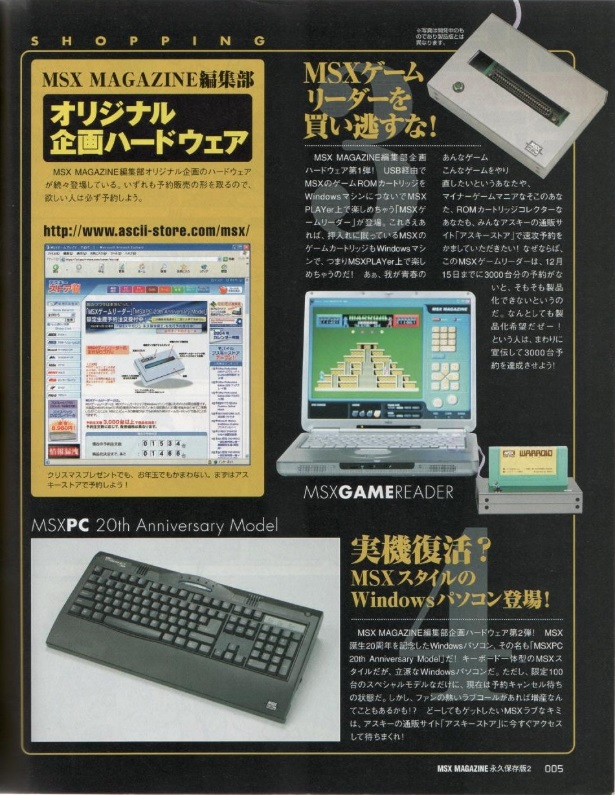 SHOPPING
※写真は開発中のも
のであり製品版とは
異なります。
MSX MAGAZINE編集部
オリジナル
企画ハードウェア
MSX MAGAZINE編集部オリジナル企画のハードウェア
が続々登場している。いずれも予約販売の形を取るので、
欲しい人は必ず予約しよう。
http://www.ascii-store.com/msx/
「MSXゲームリーダー」「MSXPC 20th Anniversary Model」
予約数3,000台以上
01534
01466
クリスマスプレゼントでも、お年玉でもかまわない。まずはアス
キーストアで予約しよう!
MSXゲーム
リーダーを
買い逃すな!
MSX MAGAZINE編集部企画
ハードウェア第1弾! USB経由で
MSXのゲームROMカートリッジを
WindowsマシンにつないでMSX
PLAYer上で楽しめちゃう「MSXゲ
ームリーダー」が登場。これさえあ
れば、押入れに眠っているMSXの
ゲームカートリッジもWindowsマシ
ンで、つまりMSXPLAYer上で楽し
めちゃうのだ! あぁ、我が青春の
あんなゲーム
こんなゲームをやり
直したいというあなたや、
マイナーゲームマニアなそこのあな
た、ROMカートリッジコレクターな
あなたも、みんなアスキーの通販サ
イト「アスキーストア」で速攻予約を
かましていただきたい! なぜならば、
このMSXゲームリーダーは、12月
15日までに3000台分の予約がな
いと、そもそも製品
化できないというの
だ。なんとしても製
品化希望だぜー!
という人は、まわりに
宣伝して3000台予
約を達成させよう!
MSX MAGAZINE
WARROID
MSXGAMEREADER
MSXPC 20th Anniversary Model
4
実機復活?
MSXスタイルの
Windowsパソコン登場!
MSX MAGAZINE編集部企画ハードウェア第2弾! MSX
誕生20周年を記念したWindowsパソコン、その名も「MSXPC
20th Anniversary Model」だ! キーボード一体型のMSXス
タイルだが、立派なWindowsパソコンだ。ただし、限定100
台のスペシャルモデルなだけに、現在は予約キャンセル待ち
の状態だ。しかし、ファンの熱いラブコールがあれば増産なん
てこともあるかも!? どしてもゲットしたいMSXラブなキミ
は、アスキーの通販サイト「アスキーストア」に今すぐアクセス
して待ちまくれ!
MSX MAGAZINE 永久保存版2 005